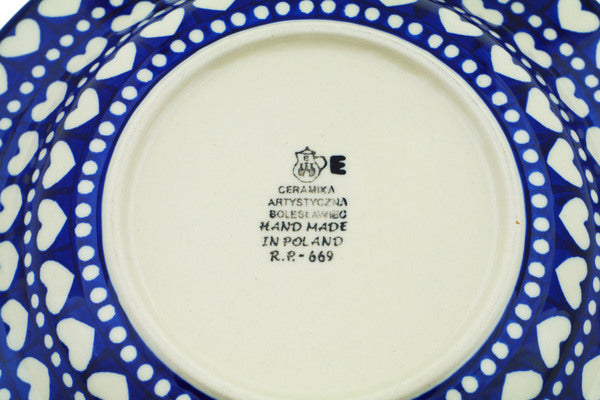 E
CERAMIKA
ARTYSTYCZNA
BOLESŁAWIEC
HAND MADE
IN POLAND
R.P.-669